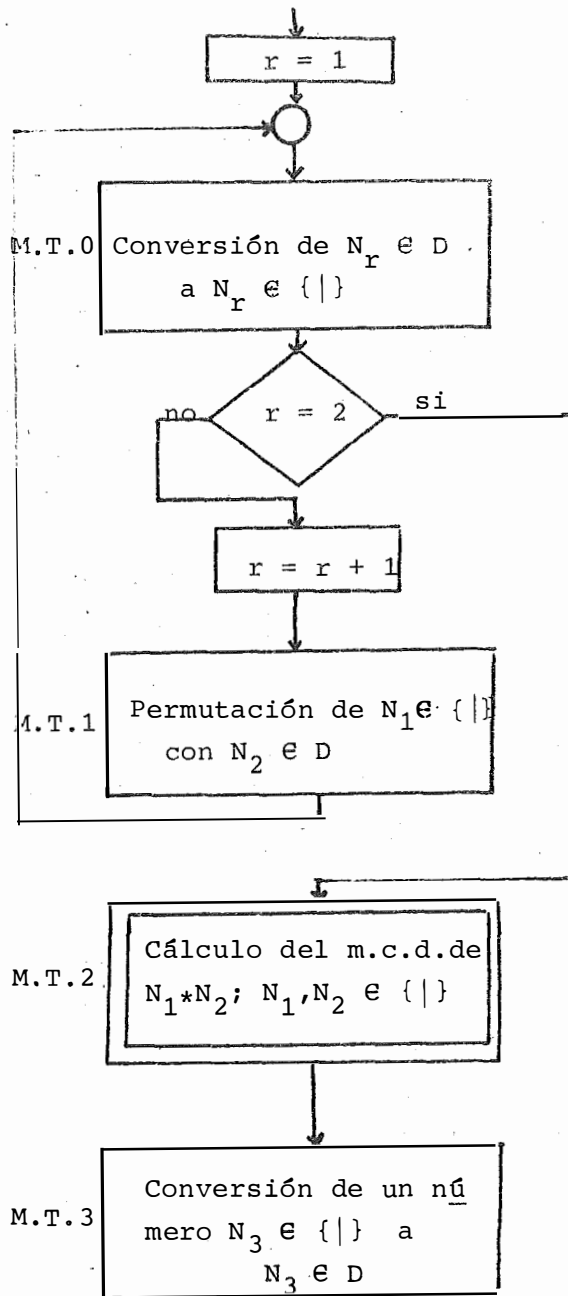 r = 1
M.T.0 Conversión de N_r ∈ D
a N_r ∈ {|}
no r = 2 si
r = r + 1
M.T.1 Permutación de N_1 ∈ {|}
con N_2 ∈ D
M.T.2 Cálculo del m.c.d.de
N_1*N_2; N_1,N_2 ∈ {|}
M.T.3 Conversión de un nú
mero N_3 ∈ {|} a
N_3 ∈ D